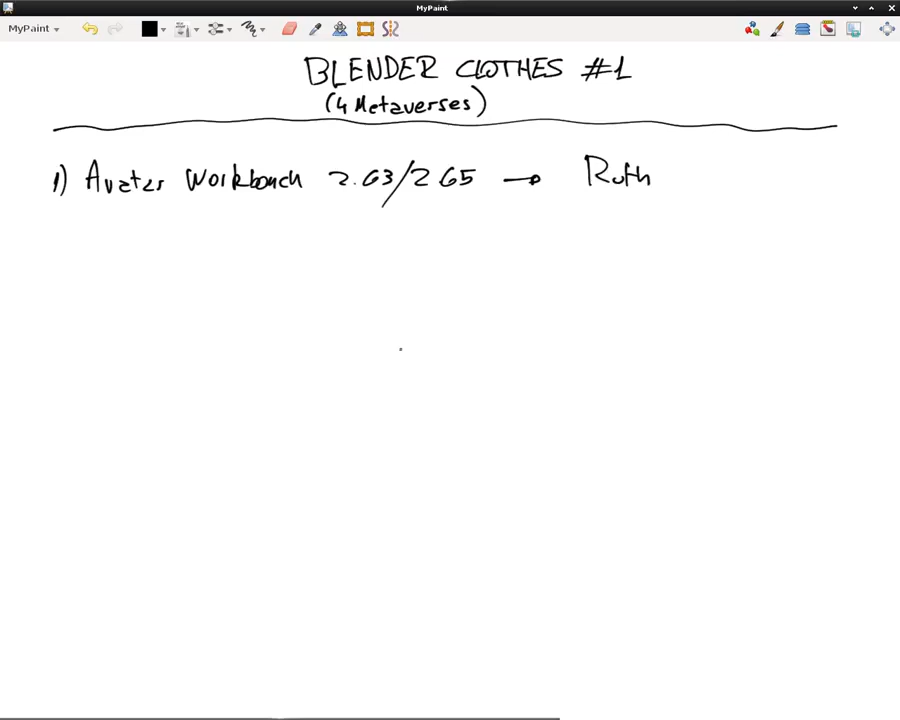 MyPaint
MyPaint
BLENDER CLOTHES #1
(4 Metaverses)
1) Avatar Workbench 2.63/2.65 → Ruth